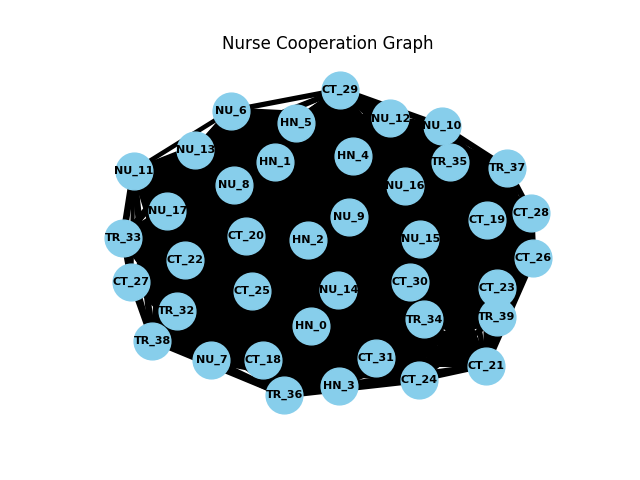 Nurse Cooperation Graph
CT_29
NU_6
NU_12
HN_5
NU_10
NU_13
HN_4
HN_1
TR_35
TR_37
NU_11
NU_8
NU_16
NU_17
CT_28
NU_9
CT_19
CT_20
TR_33
HN_2
NU_15
CT_26
CT_22
CT_27
CT_30
CT_23
NU_14
CT_25
TR_32
TR_39
TR_34
HN_0
TR_38
CT_31
NU_7
CT_18
CT_21
CT_24
HN_3
TR_36